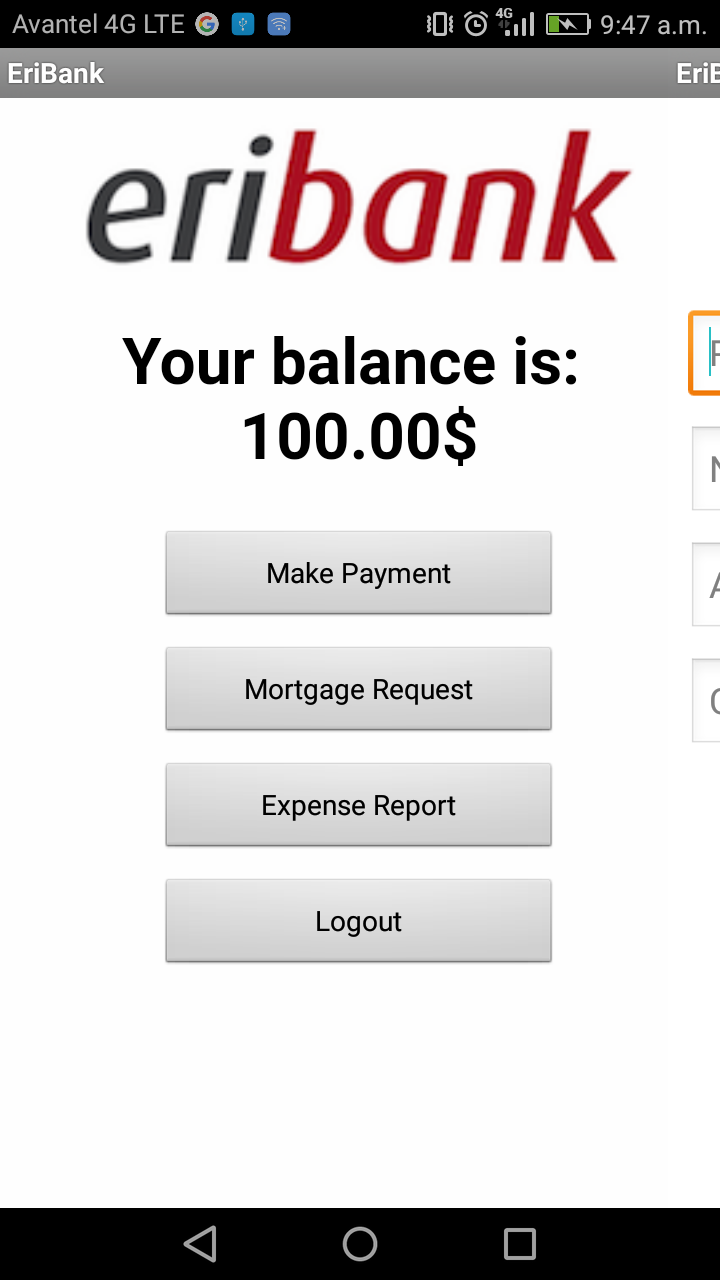 Avantel 4G LTE 4G 9:47 a.m.
EriBank
eribank
Your balance is:
100.00$
Make Payment
Mortgage Request
Expense Report
Logout